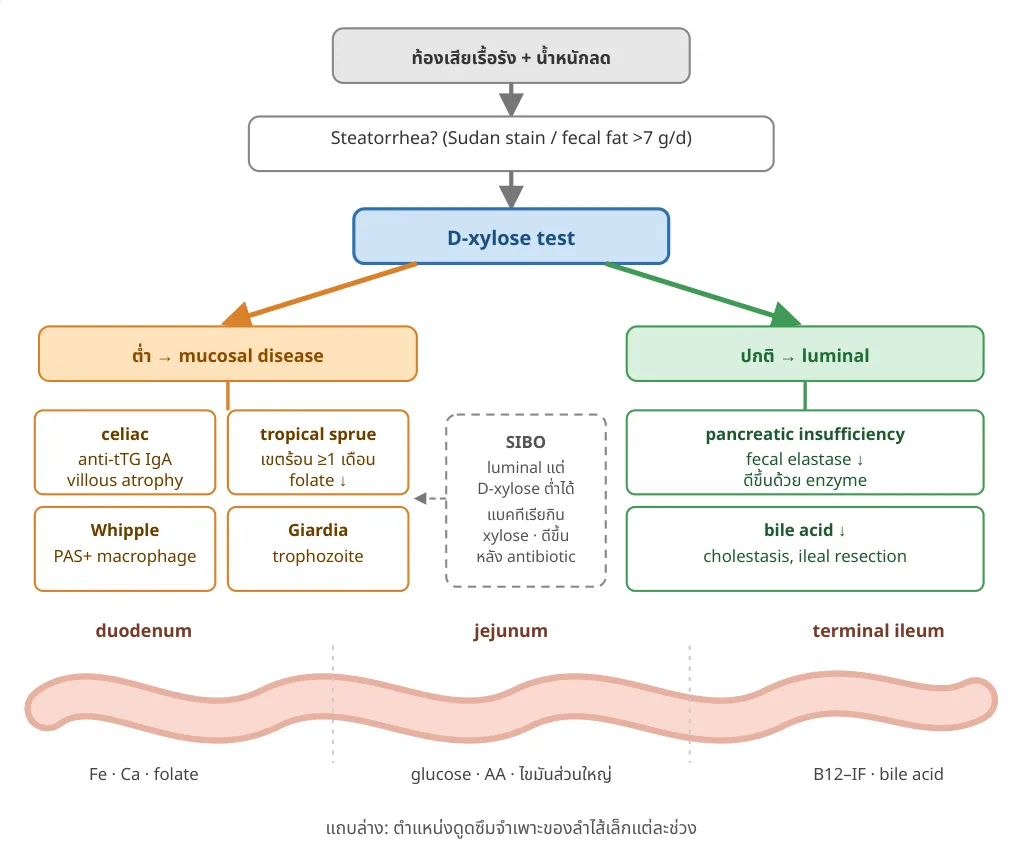 ท้องเสียเรื้อรัง + น้ำหนักลด
Steatorrhea? (Sudan stain / fecal fat >7 g/d)
D-xylose test
ต่ำ → mucosal disease
ปกติ → luminal
celiac
anti-tTG IgA
villous atrophy
tropical sprue
เขตร้อน ≥1 เดือน
folate ↓
Whipple
PAS+ macrophage
Giardia
trophozoite
SIBO
luminal แต่
D-xylose ต่ำได้
แบคทีเรียกิน
xylose · ดีขึ้น
หลัง antibiotic
pancreatic insufficiency
fecal elastase ↓
ดีขึ้นด้วย enzyme
bile acid ↓
cholestasis, ileal resection
duodenum
jejunum
terminal ileum
Fe · Ca · folate
glucose · AA · ไขมันส่วนใหญ่
B12–IF · bile acid
แถบล่าง: ตำแหน่งดูดซึมจำเพาะของลำไส้เล็กแต่ละช่วง